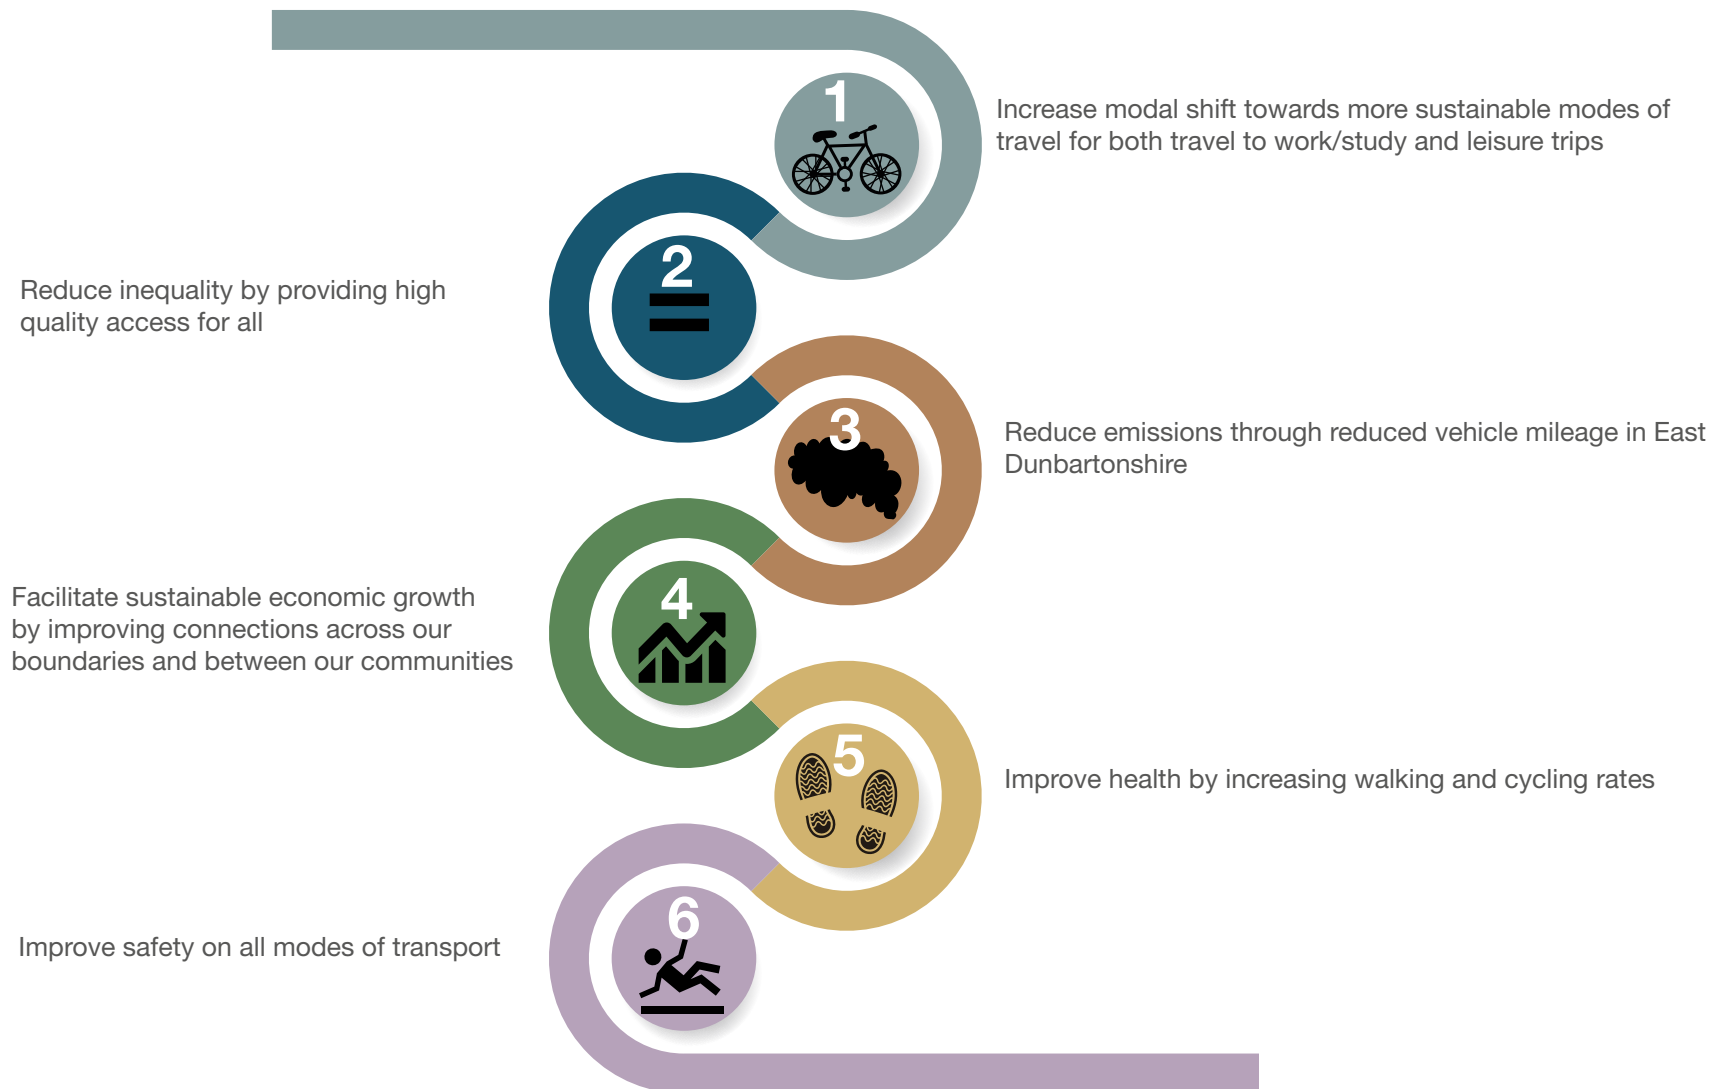 1
Increase modal shift towards more sustainable modes of
travel for both travel to work/study and leisure trips
2
Reduce inequality by providing high
quality access for all
3
Reduce emissions through reduced vehicle mileage in East
Dunbartonshire
4
Facilitate sustainable economic growth
by improving connections across our
boundaries and between our communities
5
Improve health by increasing walking and cycling rates
6
Improve safety on all modes of transport